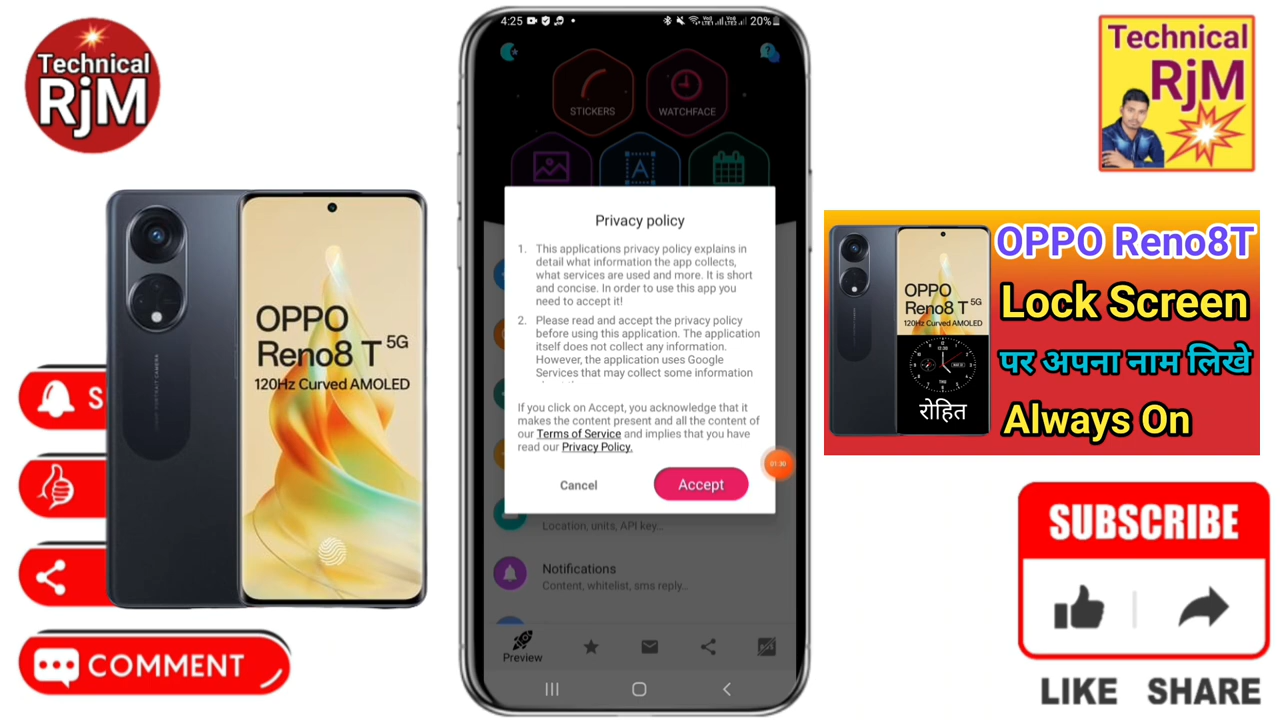 Technical
RjM
4:25
20%
STICKERS
WATCHFACE
Privacy policy
1. This applications privacy policy explains in
detail what information the app collects,
what services are used and more. It is short
and concise. In order to use this app you
need to accept it!
2. Please read and accept the privacy policy
before using this application. The application
itself does not collect any information.
However, the application uses Google
Services that may collect some information
If you click on Accept, you acknowledge that it
makes the content present and all the content of
our Terms of Service and implies that you have
read our Privacy Policy.
Cancel
Accept
01:30
Location, units, API key...
Notifications
Content, whitelist, sms reply...
Preview
OPPO
Reno8 T 5G
120Hz Curved AMOLED
S
COMMENT
Technical
RjM
OPPO Reno8T
Lock Screen
पर अपना नाम लिखे
Always On
OPPO
Reno8 T 5G
120Hz Curved AMOLED
रोहित
SUBSCRIBE
LIKE SHARE